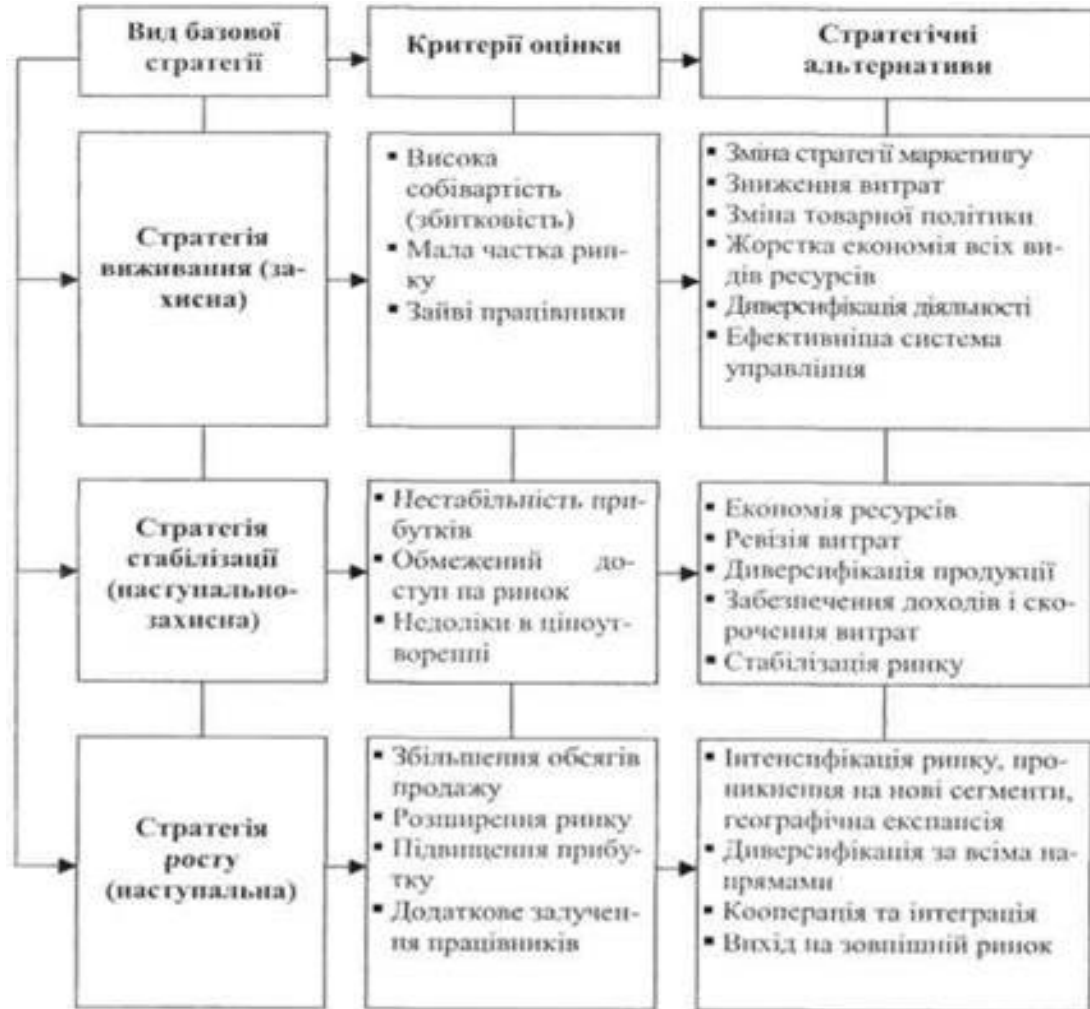 Вид базової
стратегії
Критерії оцінки
Стратегічні
альтернативи
Стратегія
виживання (за-
хисна)
▪ Висока
собівартість
(збитковість)
▪ Мала частка рин-
ку
▪ Зайві працівники
▪ Зміна стратегії маркетингу
▪ Зниження витрат
▪ Зміна товарної політики
▪ Жорстка економія всіх ви-
дів ресурсів
▪ Диверсифікація діяльності
▪ Ефективніша система
управління
Стратегія
стабілізації
(наступально-
захисна)
▪ Нестабільність при-
бутків
▪ Обмежений до-
ступ на ринок
▪ Недоліки в ціноут-
воренні
▪ Економія ресурсів
▪ Ревізія витрат
▪ Диверсифікація продукції
▪ Забезпечення доходів і ско-
рочення витрат
▪ Стабілізація ринку
Стратегія
росту
(наступальна)
▪ Збільшення обсягів
продажу
▪ Розширення ринку
▪ Підвищення прибут-
ку
▪ Додаткове залучен-
ня працівників
▪ Інтенсифікація ринку, про-
никнення на нові сегменти,
географічна експансія
▪ Диверсифікація за всіма на-
прямами
▪ Кооперація та інтеграція
▪ Вихід на зовнішній ринок